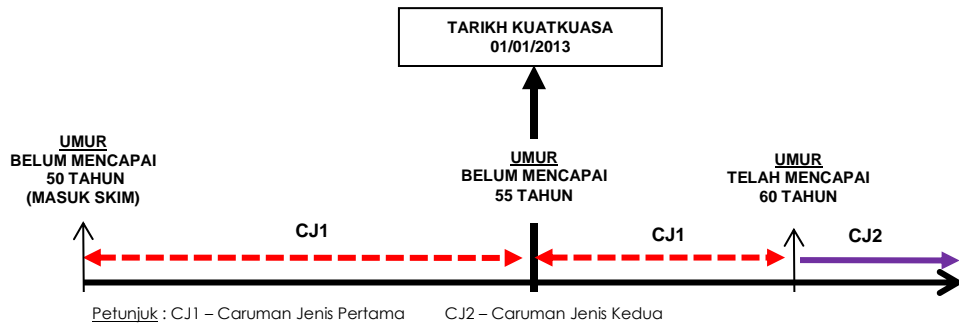 TARIKH KUATKUASA
01/01/2013
UMUR
BELUM MENCAPAI
50 TAHUN
(MASUK SKIM)
UMUR
BELUM MENCAPAI
55 TAHUN
UMUR
TELAH MENCAPAI
60 TAHUN
CJ1
CJ1
CJ2
Petunjuk : CJ1 – Caruman Jenis Pertama CJ2 – Caruman Jenis Kedua